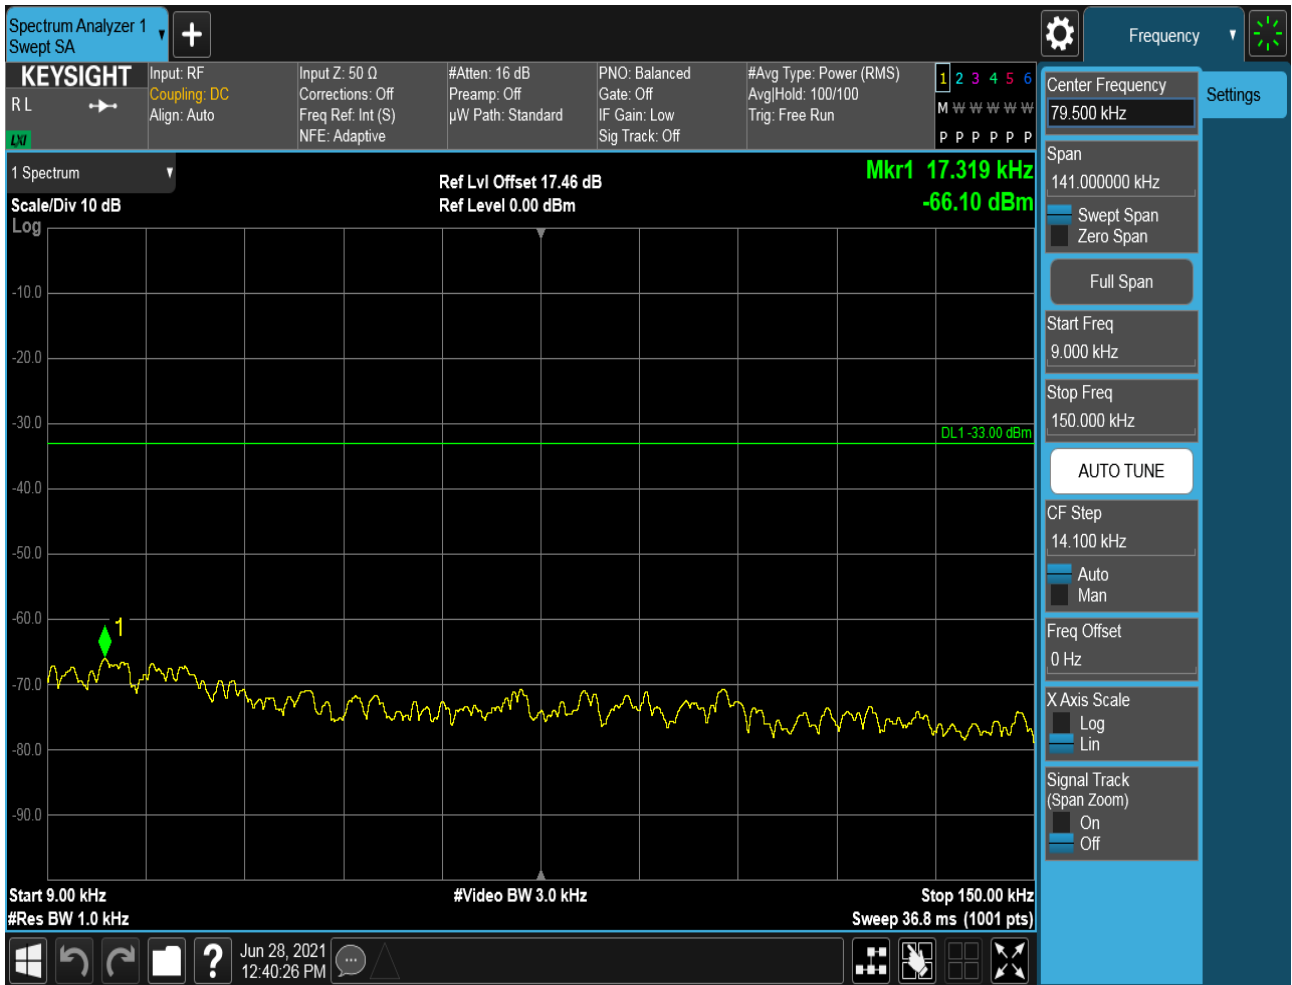 Spectrum Analyzer 1
Swept SA
Frequency
KEYSIGHT
R L
LXI
Input: RF
Coupling: DC
Align: Auto
Input Z: 50 Ω
Corrections: Off
Freq Ref: Int (S)
NFE: Adaptive
#Atten: 16 dB
Preamp: Off
µW Path: Standard
PNO: Balanced
Gate: Off
IF Gain: Low
Sig Track: Off
#Avg Type: Power (RMS)
Avg|Hold: 100/100
Trig: Free Run
1 2 3 4 5 6
M W W W W W
P P P P P P
1 Spectrum
Scale/Div 10 dB
Log
Ref Lvl Offset 17.46 dB
Ref Level 0.00 dBm
Mkr1 17.319 kHz
-66.10 dBm
-10.0
-20.0
-30.0
DL1 -33.00 dBm
-40.0
-50.0
-60.0
1
-70.0
-80.0
-90.0
Start 9.00 kHz
#Res BW 1.0 kHz
#Video BW 3.0 kHz
Stop 150.00 kHz
Sweep 36.8 ms (1001 pts)
Center Frequency
79.500 kHz
Settings
Span
141.000000 kHz
Swept Span
Zero Span
Full Span
Start Freq
9.000 kHz
Stop Freq
150.000 kHz
AUTO TUNE
CF Step
14.100 kHz
Auto
Man
Freq Offset
0 Hz
X Axis Scale
Log
Lin
Signal Track
(Span Zoom)
On
Off
?
Jun 28, 2021
12:40:26 PM